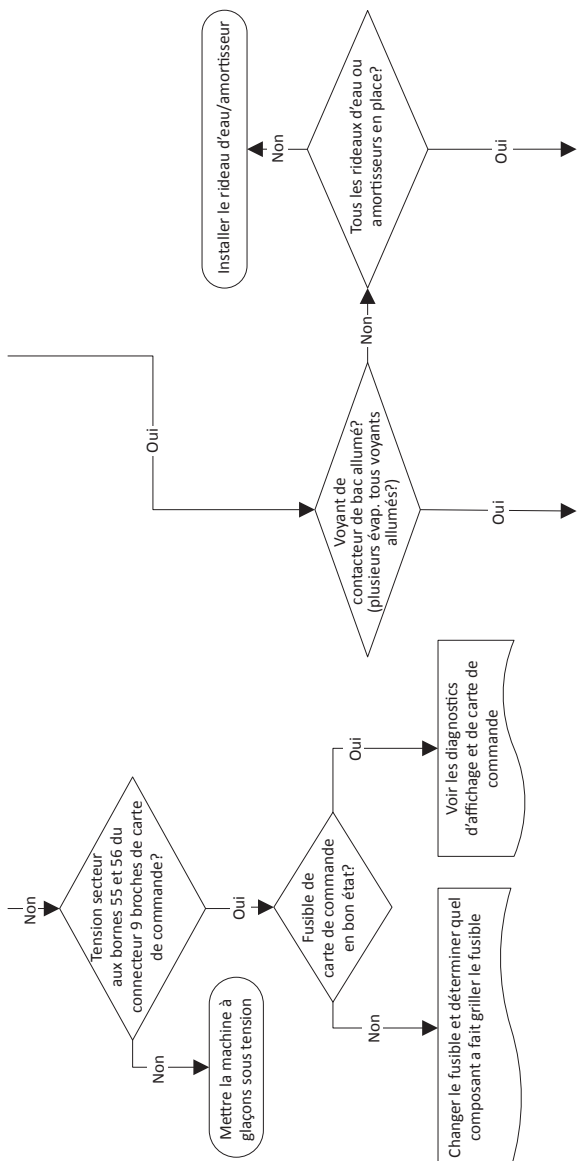 Non
Tension secteur
aux bornes 55 et 56 du
connecteur 9 broches de carte
de commande?
Non
Mettre la machine à
glaçons sous tension
Oui
Fusible de
carte de commande
en bon état?
Non
Changer le fusible et déterminer quel
composant a fait griller le fusible
Oui
Voir les diagnostics
d'affichage et de carte de
commande
Oui
Voyant de
contacteur de bac allumé?
(plusieurs évap. tous voyants
allumés?)
Oui
Non
Tous les rideaux d'eau ou
amortisseurs en place?
Non
Installer le rideau d'eau/amortisseur
Oui